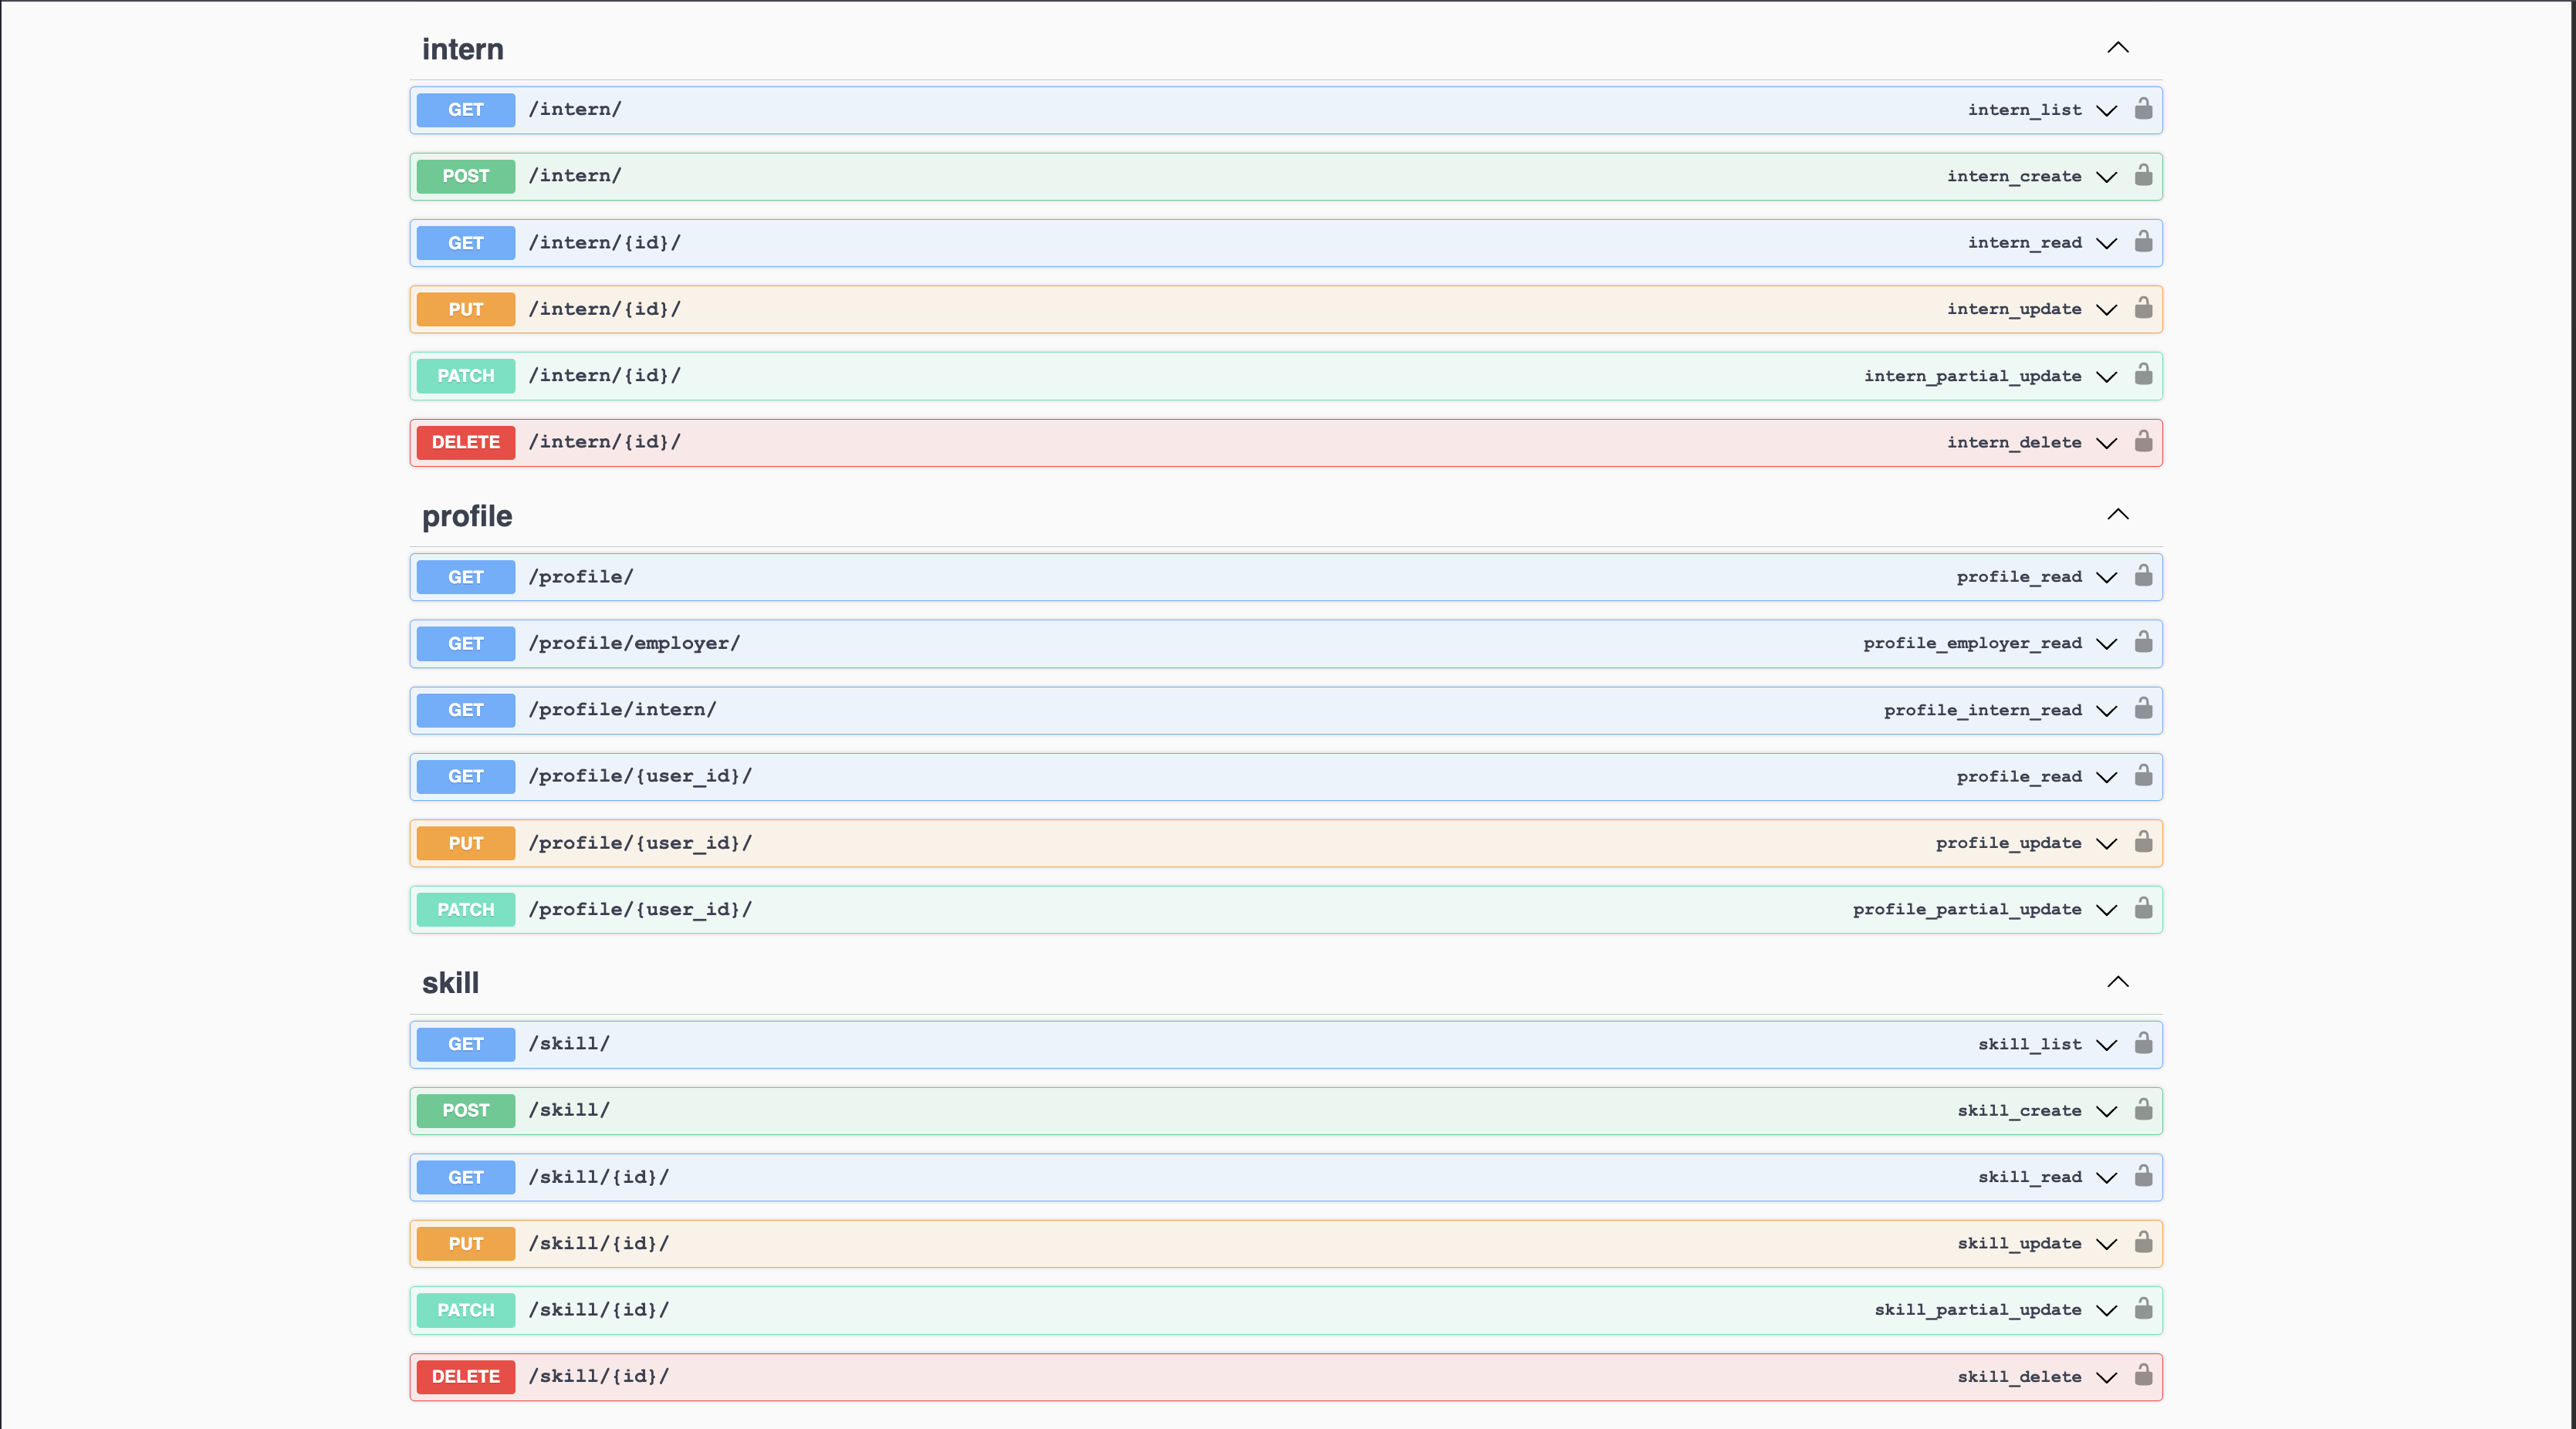 intern
GET /intern/ intern_list
POST /intern/ intern_create
GET /intern/{id}/ intern_read
PUT /intern/{id}/ intern_update
PATCH /intern/{id}/ intern_partial_update
DELETE /intern/{id}/ intern_delete
profile
GET /profile/ profile_read
GET /profile/employer/ profile_employer_read
GET /profile/intern/ profile_intern_read
GET /profile/{user_id}/ profile_read
PUT /profile/{user_id}/ profile_update
PATCH /profile/{user_id}/ profile_partial_update
skill
GET /skill/ skill_list
POST /skill/ skill_create
GET /skill/{id}/ skill_read
PUT /skill/{id}/ skill_update
PATCH /skill/{id}/ skill_partial_update
DELETE /skill/{id}/ skill_delete